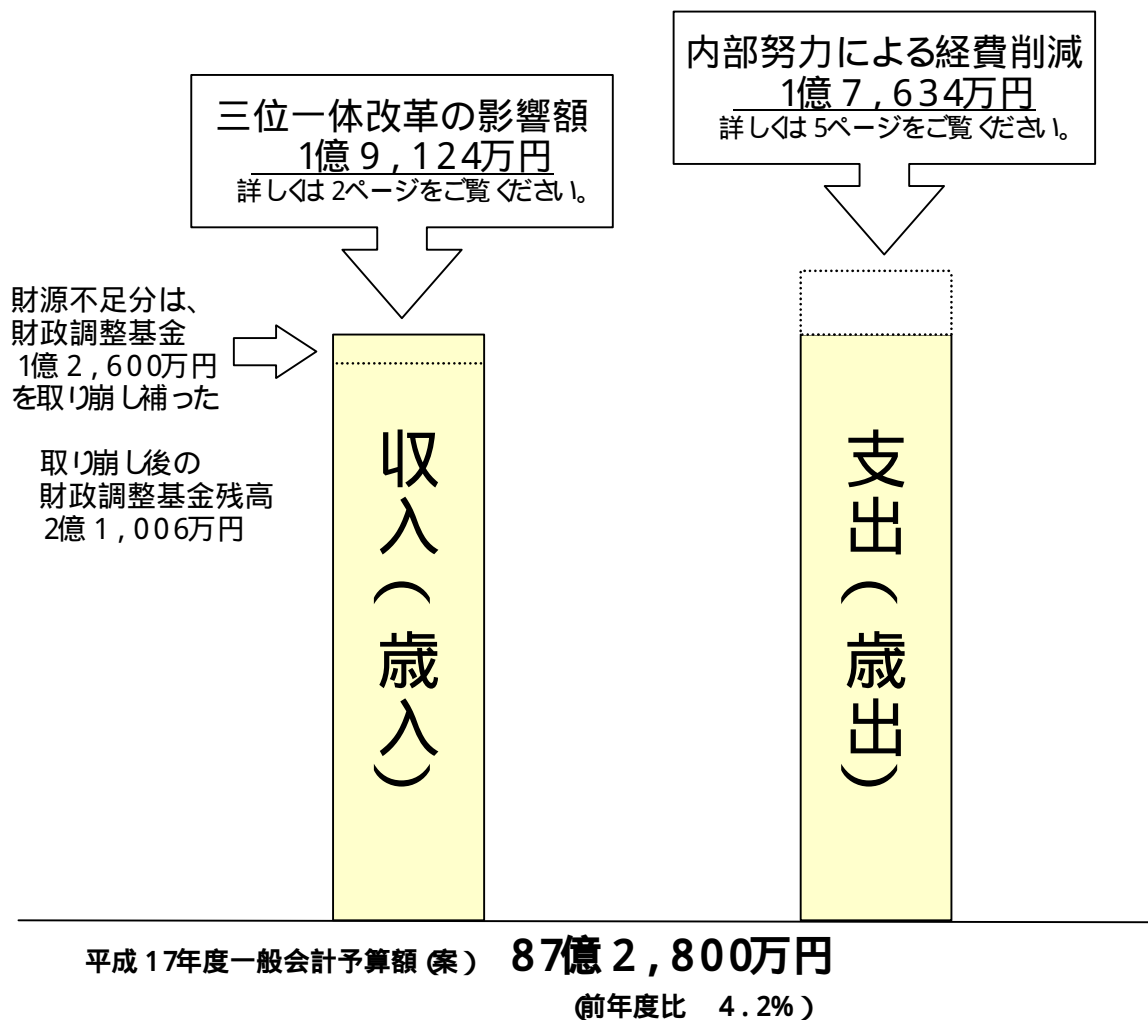 内部努力による経費削減
1億7,634万円
詳しくは5ページをご覧ください。
三位一体改革の影響額
1億9,124万円
詳しくは2ページをご覧ください。
財源不足分は、
財政調整基金
1億2,600万円
を取り崩し補った
取り崩し後の
財政調整基金残高
2億1,006万円
収入(歳入)
支出(歳出)
平成17年度一般会計予算額(案) 87億2,800万円
(前年度比 4.2%)